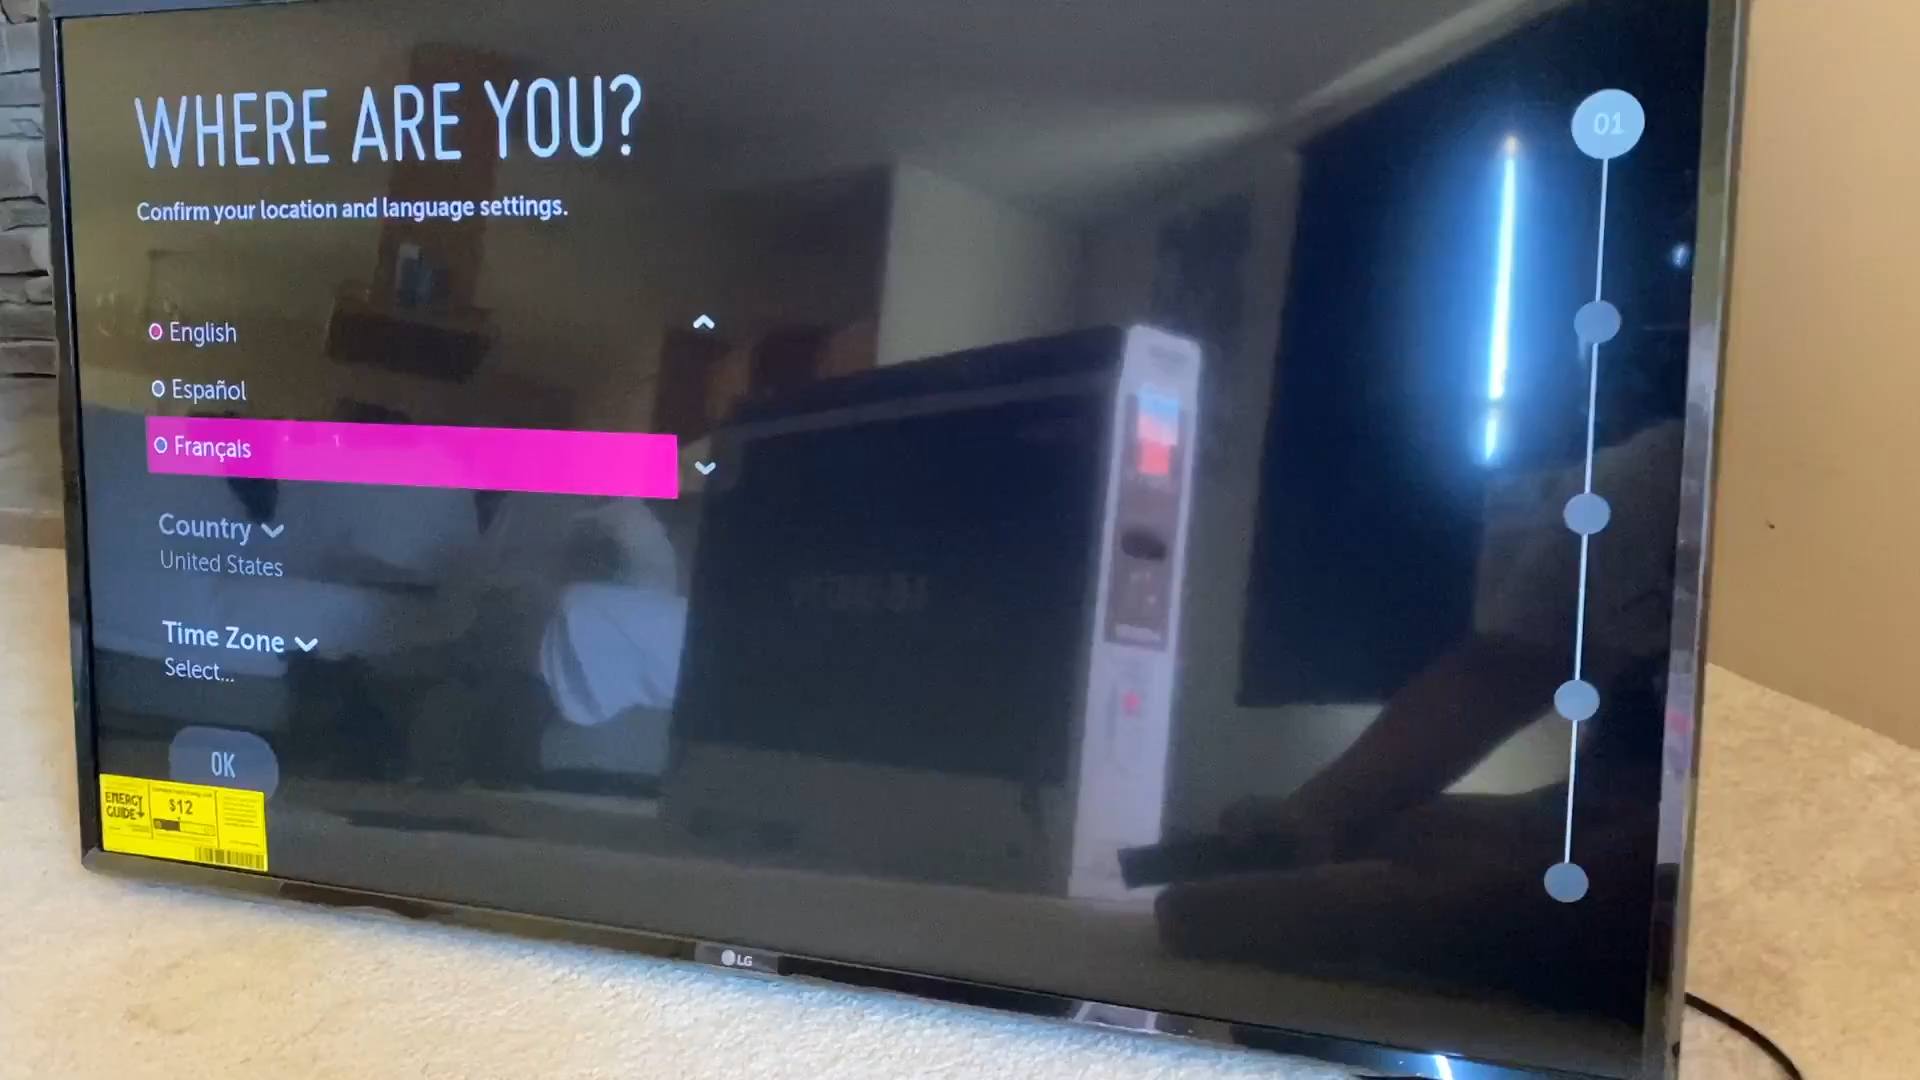 WHERE ARE YOU?
Confirm your location and language settings.
01
English
Español
Français
Country
United States
Time Zone
Select...
OK
ENERGY
GUIDE
$12
LG